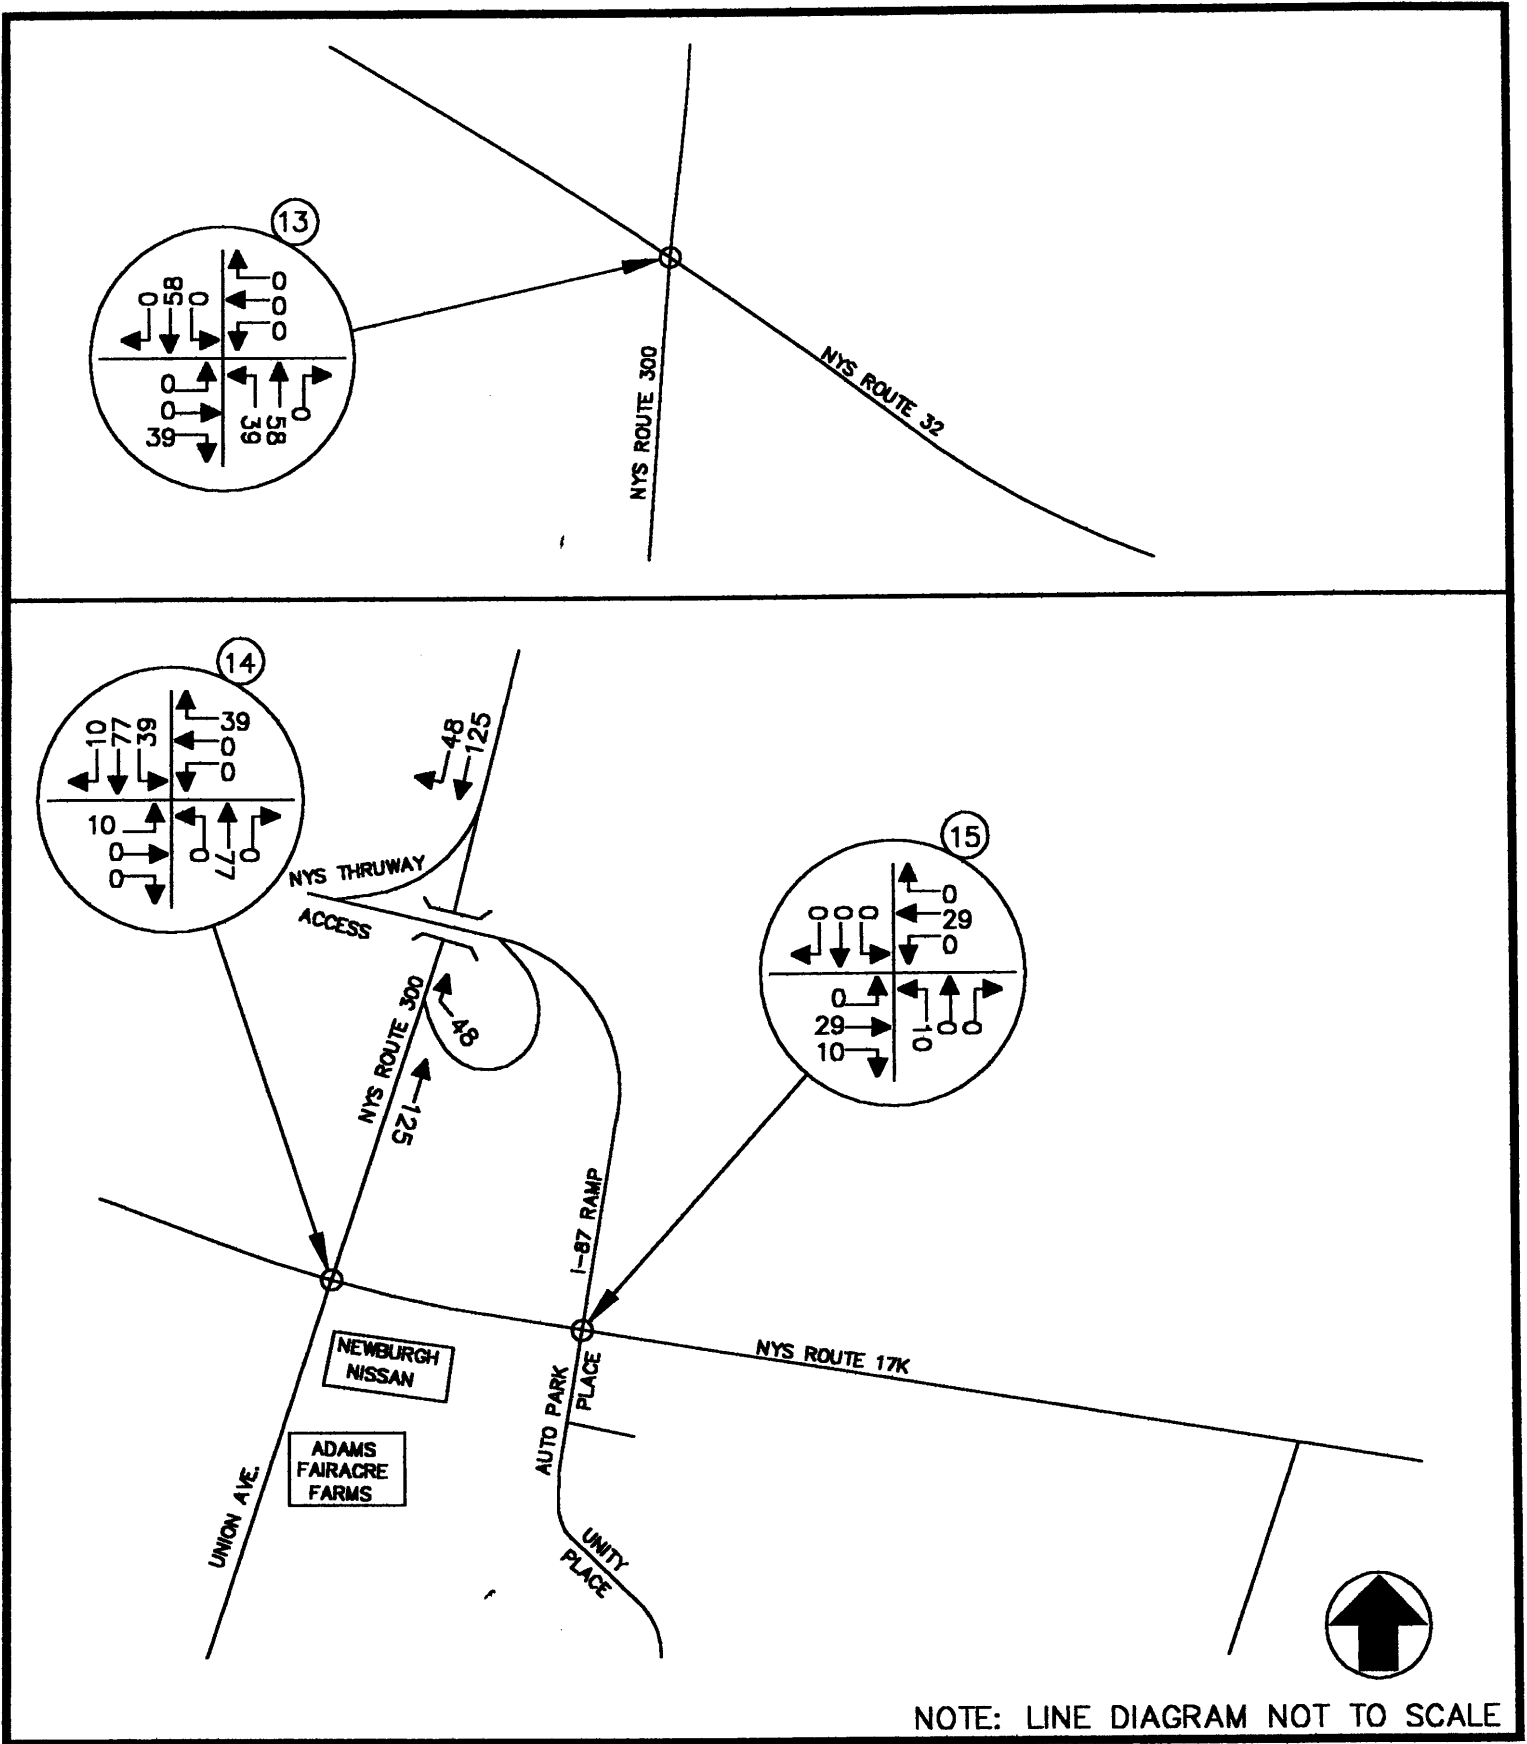 13
0
58
0
0
0
0
0
0
39
39
58
0
NYS ROUTE 300
NYS ROUTE 32
14
10
77
39
39
0
0
10
0
0
0
77
0
48
125
NYS THRUWAY
ACCESS
NYS ROUTE 300
48
125
15
0
0
0
0
29
0
0
29
10
10
0
0
I-87 RAMP
NEWBURGH
NISSAN
NYS ROUTE 17K
AUTO PARK
PLACE
ADAMS
FAIRACRE
FARMS
UNION AVE.
UNITY
PLACE
NOTE: LINE DIAGRAM NOT TO SCALE